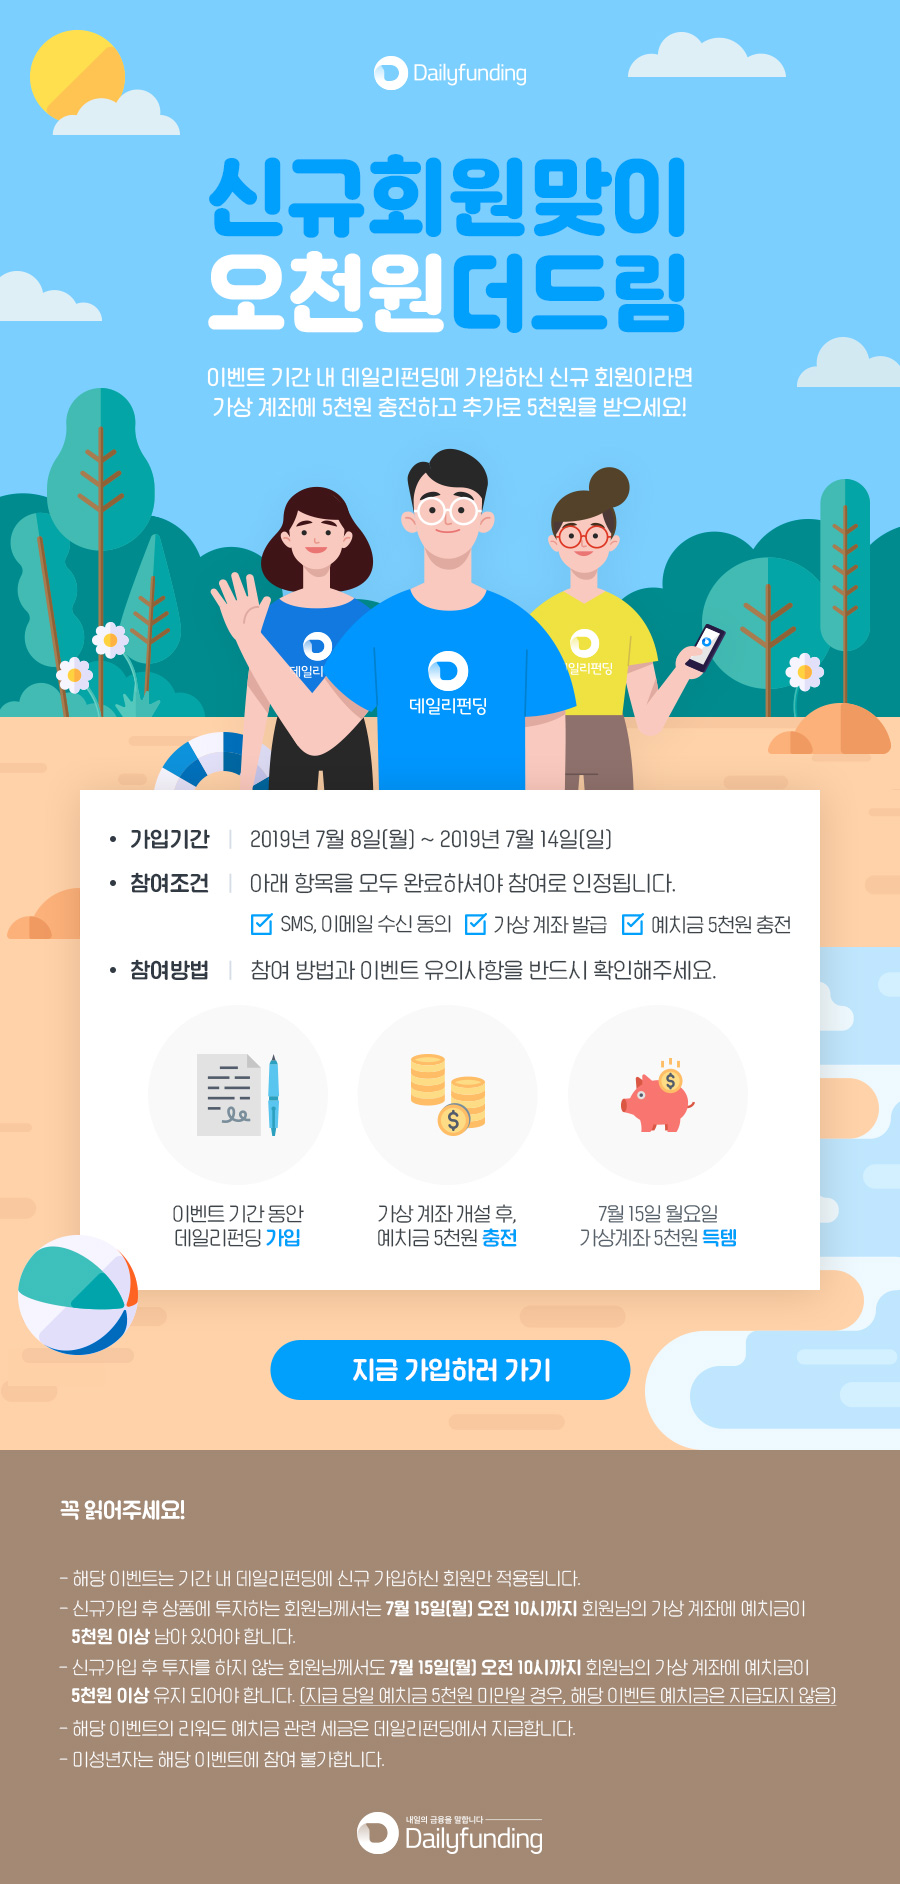 Dailyfunding
신규회원맞이
오천원더드림
이벤트 기간 내 데일리펀딩에 가입하신 신규 회원이라면
가상 계좌에 5천원 충전하고 추가로 5천원을 받으세요!
데일리
데일리펀딩
일리펀딩
• 가입기간 | 2019년 7월 8일(월) ~ 2019년 7월 14일(일)
• 참여조건 | 아래 항목을 모두 완료하셔야 참여로 인정됩니다.
SMS, 이메일 수신 동의 가상 계좌 발급 예치금 5천원 충전
• 참여방법 | 참여 방법과 이벤트 유의사항을 반드시 확인해주세요.
이벤트 기간 동안
데일리펀딩 가입
가상 계좌 개설 후,
예치금 5천원 충전
7월 15일 월요일
가상계좌 5천원 득템
지금 가입하러 가기
꼭 읽어주세요!
- 해당 이벤트는 기간 내 데일리펀딩에 신규 가입하신 회원만 적용됩니다.
- 신규가입 후 상품에 투자하는 회원님께서는 7월 15일(월) 오전 10시까지 회원님의 가상 계좌에 예치금이
5천원 이상 남아 있어야 합니다.
- 신규가입 후 투자를 하지 않는 회원님께서도 7월 15일(월) 오전 10시까지 회원님의 가상 계좌에 예치금이
5천원 이상 유지 되어야 합니다. (지급 당일 예치금 5천원 미만일 경우, 해당 이벤트 예치금은 지급되지 않음)
- 해당 이벤트의 리워드 예치금 관련 세금은 데일리펀딩에서 지급합니다.
- 미성년자는 해당 이벤트에 참여 불가합니다.
내일의 금융을 말합니다
Dailyfunding